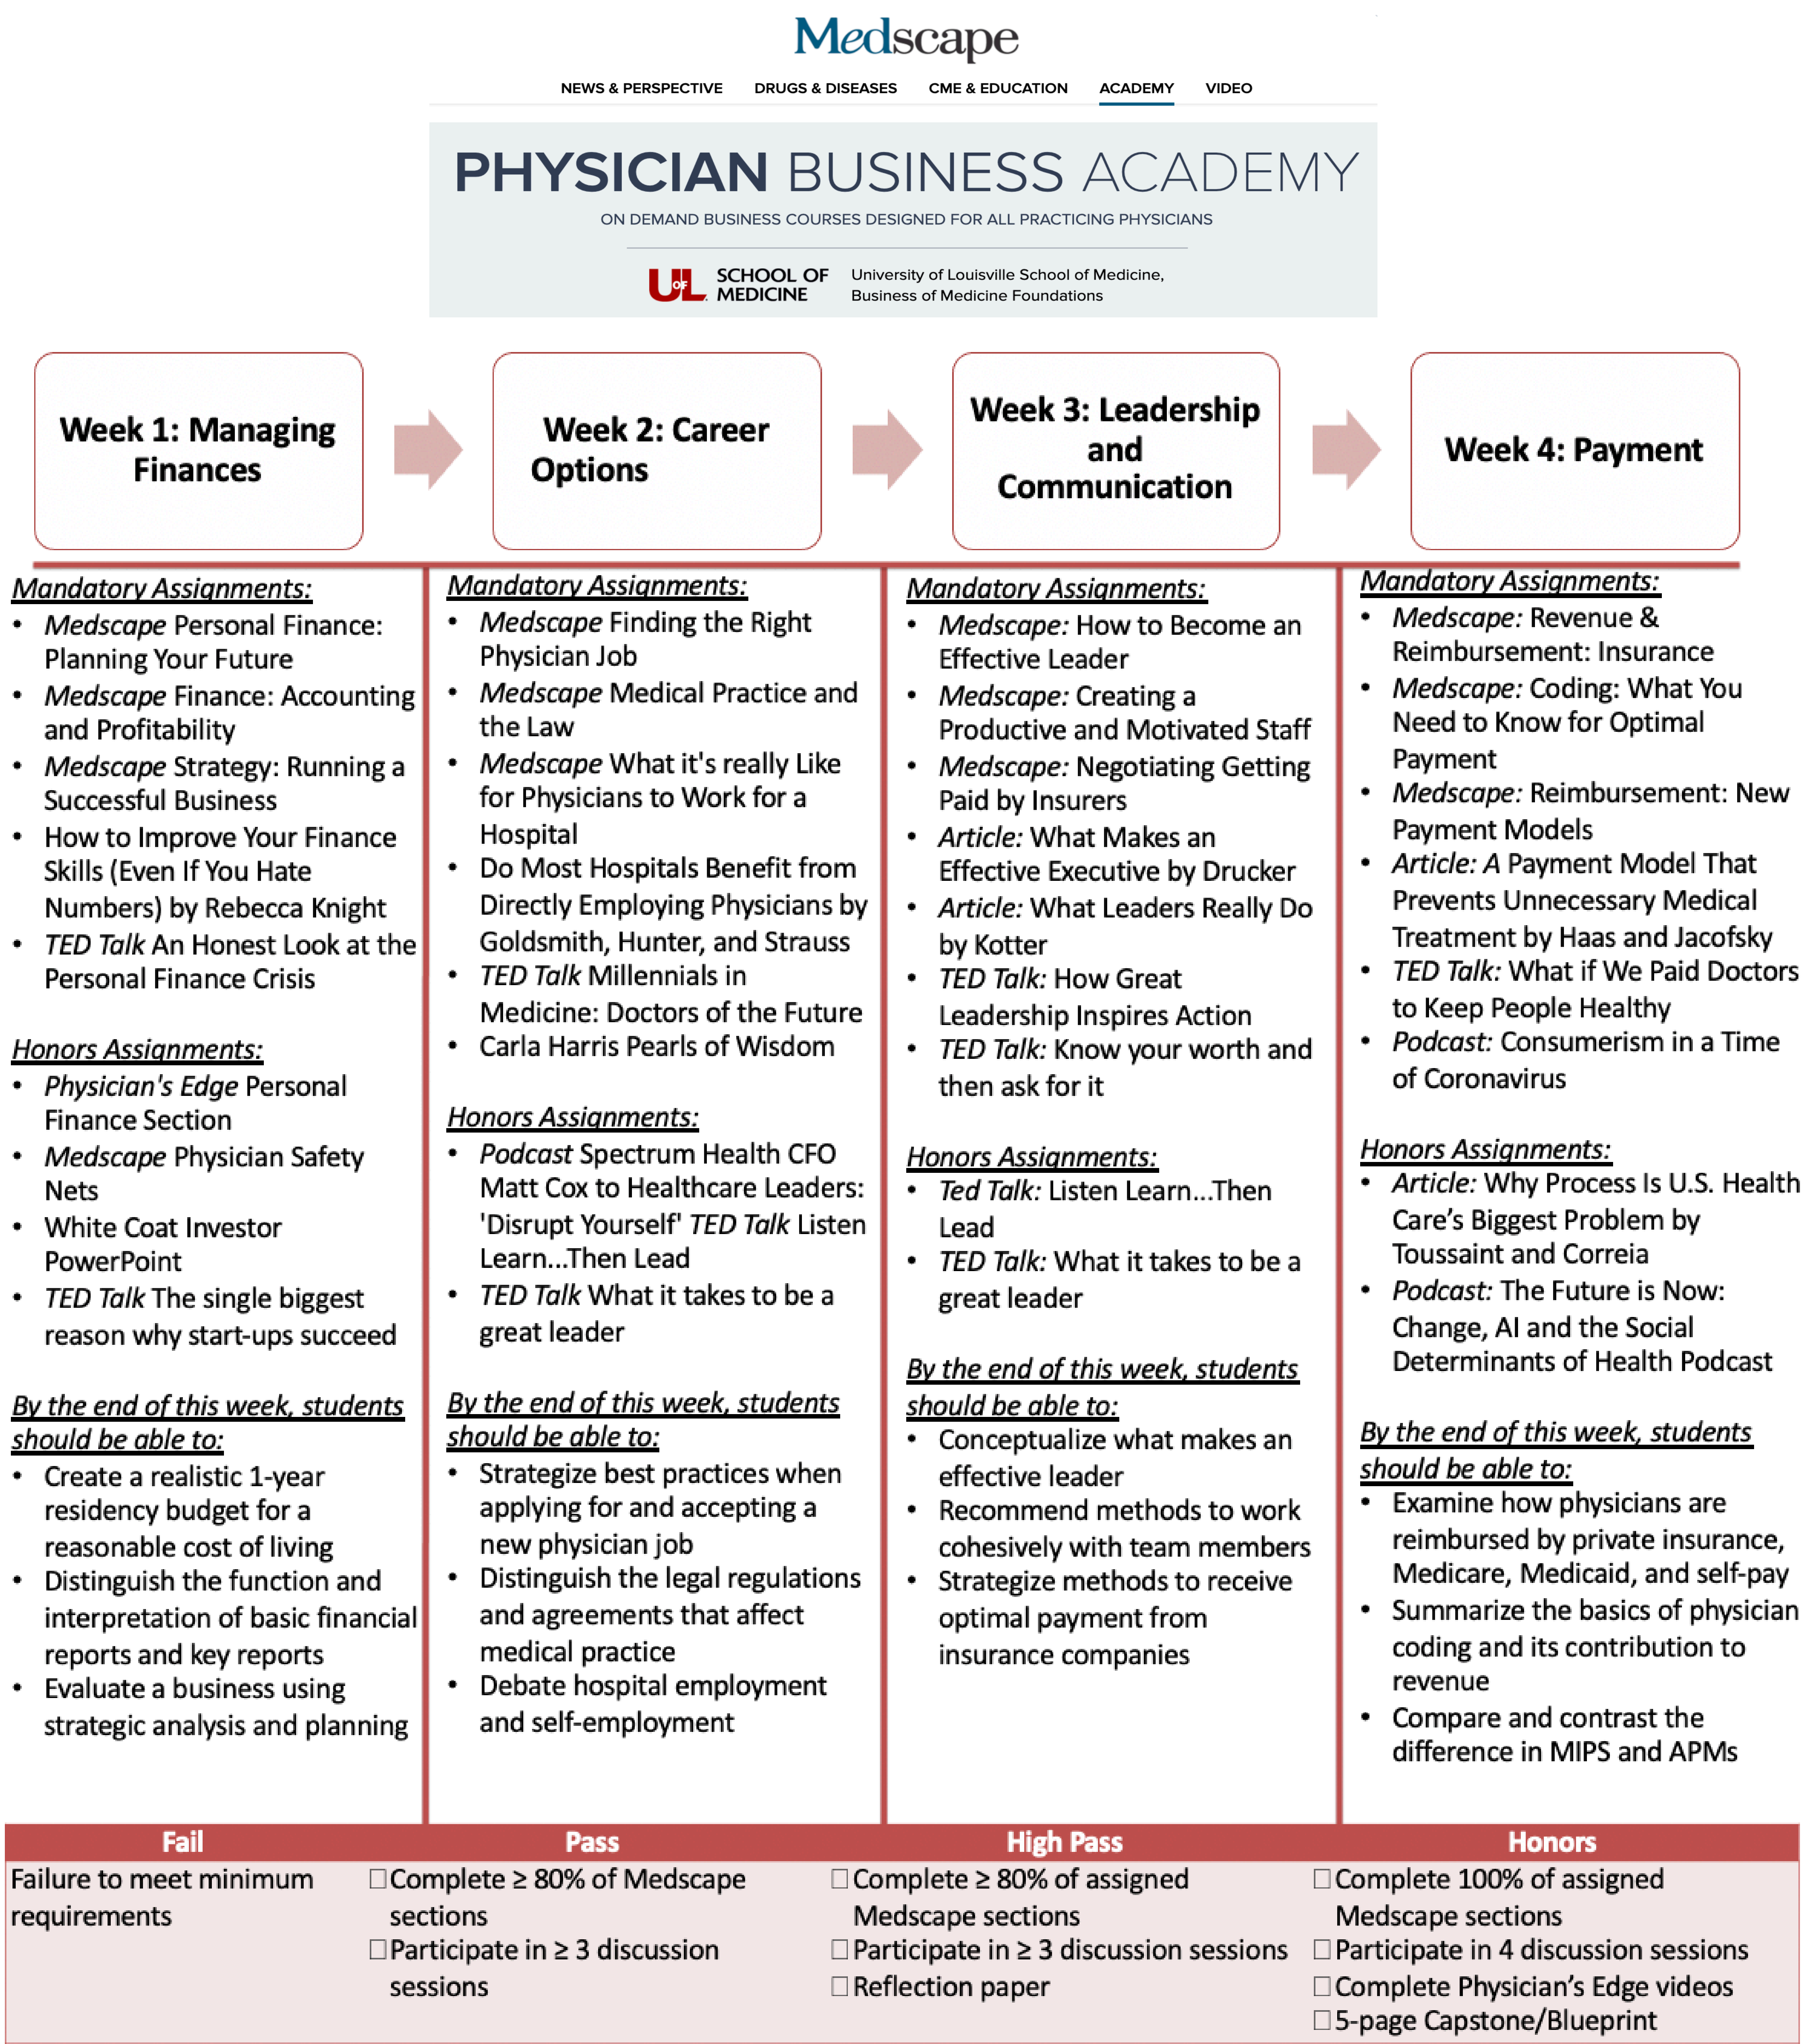 Medscape
NEWS & PERSPECTIVE DRUGS & DISEASES CME & EDUCATION ACADEMY VIDEO
PHYSICIAN BUSINESS ACADEMY
ON DEMAND BUSINESS COURSES DESIGNED FOR ALL PRACTICING PHYSICIANS
UofL SCHOOL OF
MEDICINE
University of Louisville School of Medicine,
Business of Medicine Foundations
Week 1: Managing
Finances
Week 2: Career
Options
Week 3: Leadership
and
Communication
Week 4: Payment
Mandatory Assignments:
• Medscape Personal Finance:
Planning Your Future
• Medscape Finance: Accounting
and Profitability
• Medscape Strategy: Running a
Successful Business
• How to Improve Your Finance
Skills (Even If You Hate
Numbers) by Rebecca Knight
• TED Talk An Honest Look at the
Personal Finance Crisis
Honors Assignments:
• Physician's Edge Personal
Finance Section
• Medscape Physician Safety
Nets
• White Coat Investor
PowerPoint
• TED Talk The single biggest
reason why start-ups succeed
By the end of this week, students
should be able to:
• Create a realistic 1-year
residency budget for a
reasonable cost of living
• Distinguish the function and
interpretation of basic financial
reports and key reports
• Evaluate a business using
strategic analysis and planning
Mandatory Assignments:
• Medscape Finding the Right
Physician Job
• Medscape Medical Practice and
the Law
• Medscape What it's really Like
for Physicians to Work for a
Hospital
• Do Most Hospitals Benefit from
Directly Employing Physicians by
Goldsmith, Hunter, and Strauss
• TED Talk Millennials in
Medicine: Doctors of the Future
• Carla Harris Pearls of Wisdom
Honors Assignments:
• Podcast Spectrum Health CFO
Matt Cox to Healthcare Leaders:
'Disrupt Yourself' TED Talk Listen
Learn...Then Lead
• TED Talk What it takes to be a
great leader
By the end of this week, students
should be able to:
• Strategize best practices when
applying for and accepting a
new physician job
• Distinguish the legal regulations
and agreements that affect
medical practice
• Debate hospital employment
and self-employment
Mandatory Assignments:
• Medscape: How to Become an
Effective Leader
• Medscape: Creating a
Productive and Motivated Staff
• Medscape: Negotiating Getting
Paid by Insurers
• Article: What Makes an
Effective Executive by Drucker
• Article: What Leaders Really Do
by Kotter
• TED Talk: How Great
Leadership Inspires Action
• TED Talk: Know your worth and
then ask for it
Honors Assignments:
• Ted Talk: Listen Learn...Then
Lead
• TED Talk: What it takes to be a
great leader
By the end of this week, students
should be able to:
• Conceptualize what makes an
effective leader
• Recommend methods to work
cohesively with team members
• Strategize methods to receive
optimal payment from
insurance companies
Mandatory Assignments:
• Medscape: Revenue &
Reimbursement: Insurance
• Medscape: Coding: What You
Need to Know for Optimal
Payment
• Medscape: Reimbursement: New
Payment Models
• Article: A Payment Model That
Prevents Unnecessary Medical
Treatment by Haas and Jacofsky
• TED Talk: What if We Paid Doctors
to Keep People Healthy
• Podcast: Consumerism in a Time
of Coronavirus
Honors Assignments:
• Article: Why Process Is U.S. Health
Care’s Biggest Problem by
Toussaint and Correia
• Podcast: The Future is Now:
Change, AI and the Social
Determinants of Health Podcast
By the end of this week, students
should be able to:
• Examine how physicians are
reimbursed by private insurance,
Medicare, Medicaid, and self-pay
• Summarize the basics of physician
coding and its contribution to
revenue
• Compare and contrast the
difference in MIPS and APMs
Fail
Failure to meet minimum
requirements
Pass
☐ Complete ≥ 80% of Medscape
sections
☐ Participate in ≥ 3 discussion
sessions
High Pass
☐ Complete ≥ 80% of assigned
Medscape sections
☐ Participate in ≥ 3 discussion sessions
☐ Reflection paper
Honors
☐ Complete 100% of assigned
Medscape sections
☐ Participate in 4 discussion sessions
☐ Complete Physician’s Edge videos
☐ 5-page Capstone/Blueprint